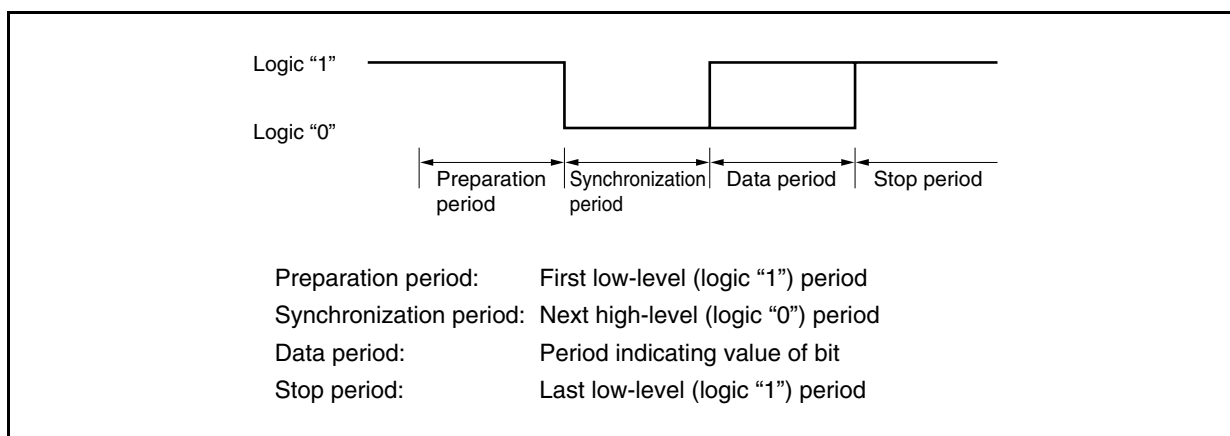 Logic “1”
Logic “0”
Preparation period
Synchronization period
Data period
Stop period
Preparation period: First low-level (logic “1”) period
Synchronization period: Next high-level (logic “0”) period
Data period: Period indicating value of bit
Stop period: Last low-level (logic “1”) period